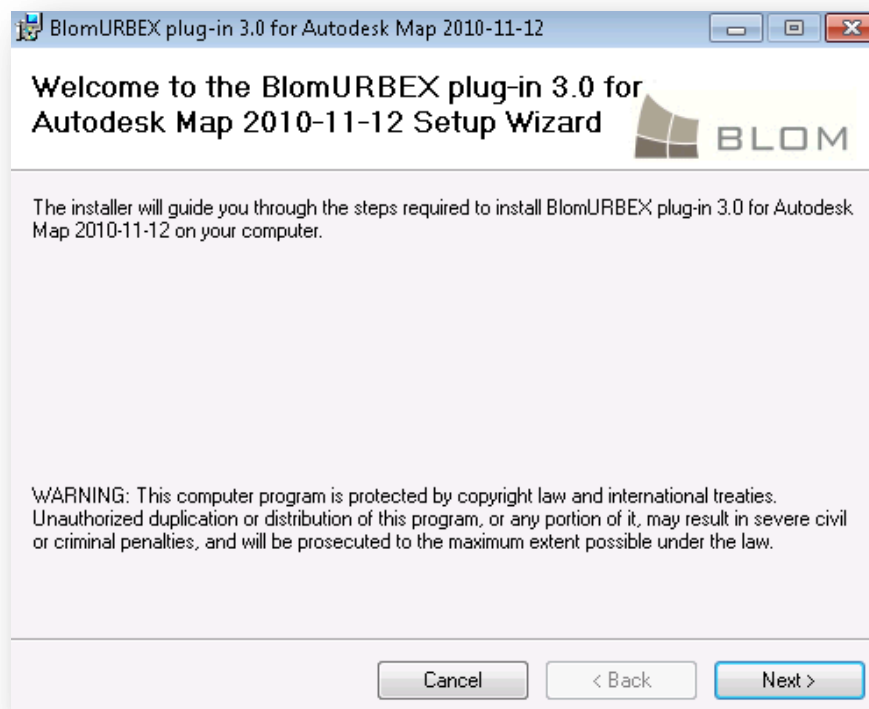 BlomURBEX plug-in 3.0 for Autodesk Map 2010-11-12
Welcome to the BlomURBEX plug-in 3.0 for
Autodesk Map 2010-11-12 Setup Wizard
BLOM
The installer will guide you through the steps required to install BlomURBEX plug-in 3.0 for Autodesk
Map 2010-11-12 on your computer.
WARNING: This computer program is protected by copyright law and international treaties.
Unauthorized duplication or distribution of this program, or any portion of it, may result in severe civil
or criminal penalties, and will be prosecuted to the maximum extent possible under the law.
Cancel
< Back
Next >